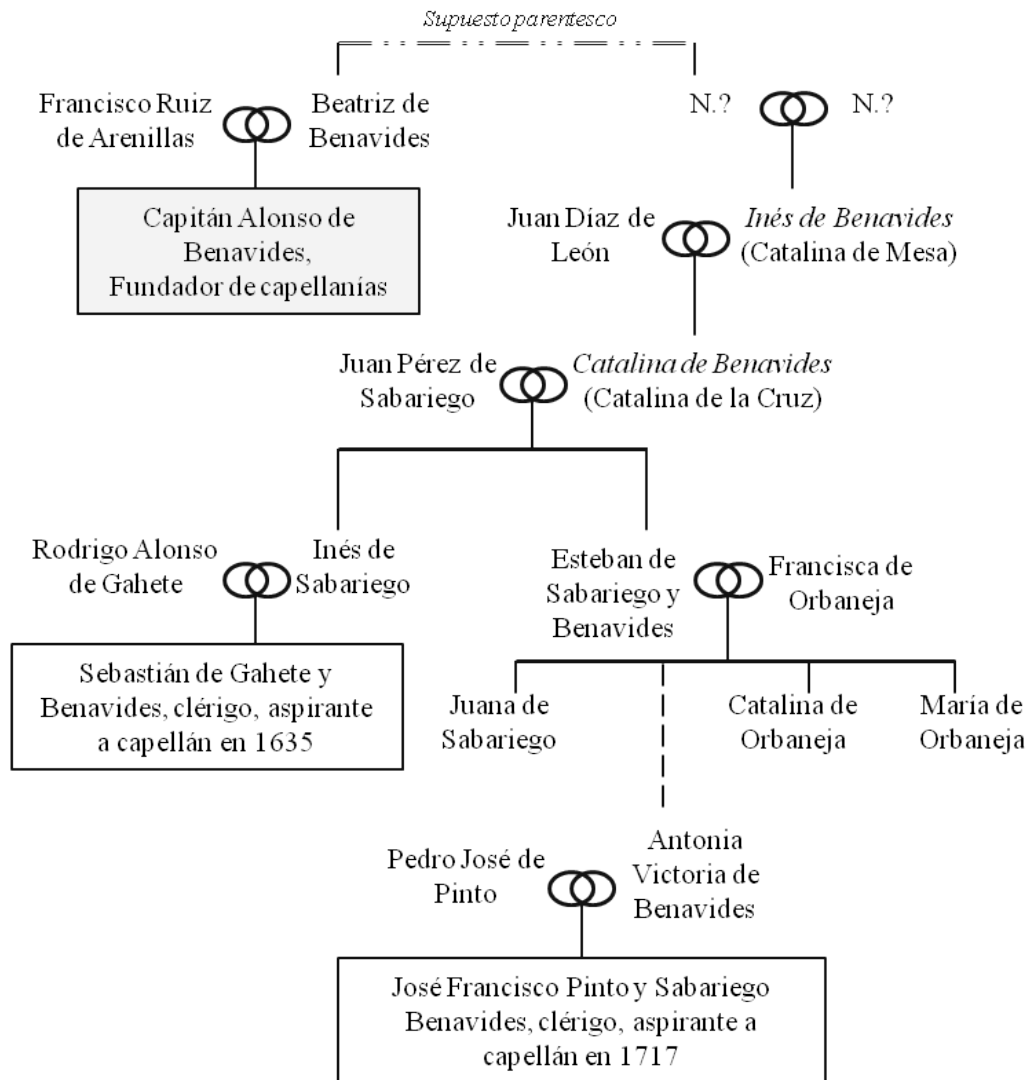 Supuesto parentesco
Francisco Ruiz
de Arenillas
Beatriz de
Benavides
N.?
N.?
Capitán Alonso de
Benavides,
Fundador de capellanías
Juan Díaz de
León
Inés de Benavides
(Catalina de Mesa)
Juan Pérez de
Sabariego
Catalina de Benavides
(Catalina de la Cruz)
Rodrigo Alonso
de Gahete
Inés de
Sabariego
Esteban de
Sabariego y
Benavides
Francisca de
Orbaneja
Sebastián de Gahete y
Benavides, clérigo, aspirante
a capellán en 1635
Juana de
Sabariego
Catalina de
Orbaneja
María de
Orbaneja
Pedro José de
Pinto
Antonia
Victoria de
Benavides
José Francisco Pinto y Sabariego
Benavides, clérigo, aspirante a
capellán en 1717